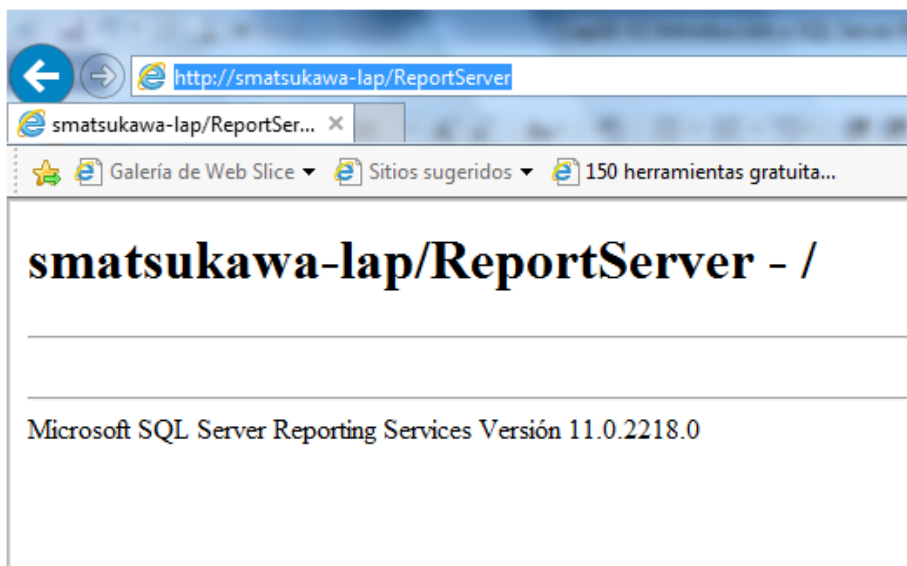 http://smatsukawa-lap/ReportServer
smatsukawa-lap/ReportSer...
Galería de Web Slice
Sitios sugeridos
150 herramientas gratuita...
smatsukawa-lap/ReportServer - /
Microsoft SQL Server Reporting Services Versión 11.0.2218.0